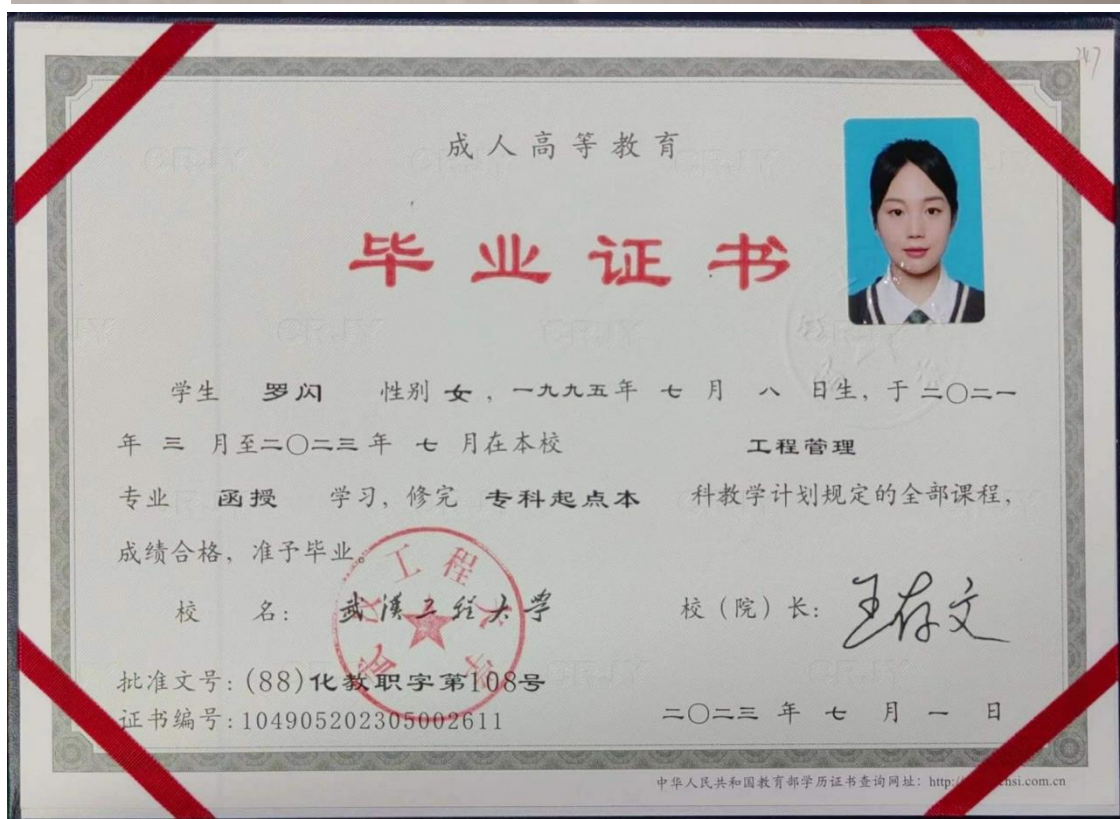 247
成人高等教育
毕业证书
学生 罗闪 性别 女，一九九五年 七 月 八 日生，于 二〇二一
年 三 月至二〇二三 年 七 月在本校 工程管理
专业 函授 学习，修完 专科起点本 科教学计划规定的全部课程，
成绩合格，准予毕业。
校 名：武汉工程大学 校（院）长：王存文
批准文号：(88)化教职字第108号
证书编号：104905202305002611 二〇二三 年 七 月 一 日
中华人民共和国教育部学历证书查询网址：http:// chsi.com.cn
CRJY